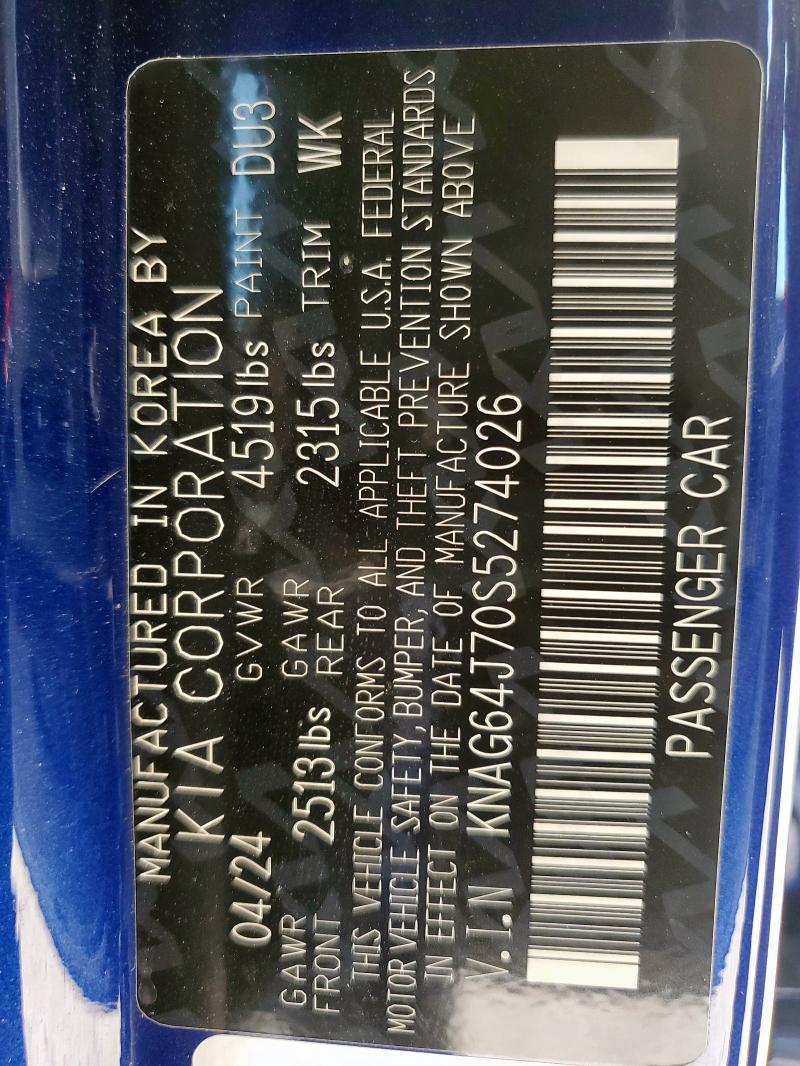 MANUFACTURED IN KOREA BY
KIA CORPORATION
04/24 GVWR 4519lbs PAINT DU3
GAWR FRONT 2513lbs GAWR REAR 2315lbs TRIM WK
THIS VEHICLE CONFORMS TO ALL APPLICABLE U.S.A. FEDERAL
MOTOR VEHICLE SAFETY, BUMPER, AND THEFT PREVENTION STANDARDS
IN EFFECT ON THE DATE OF MANUFACTURE SHOWN ABOVE
V.I.N KNAG64J70S5274026
PASSENGER CAR